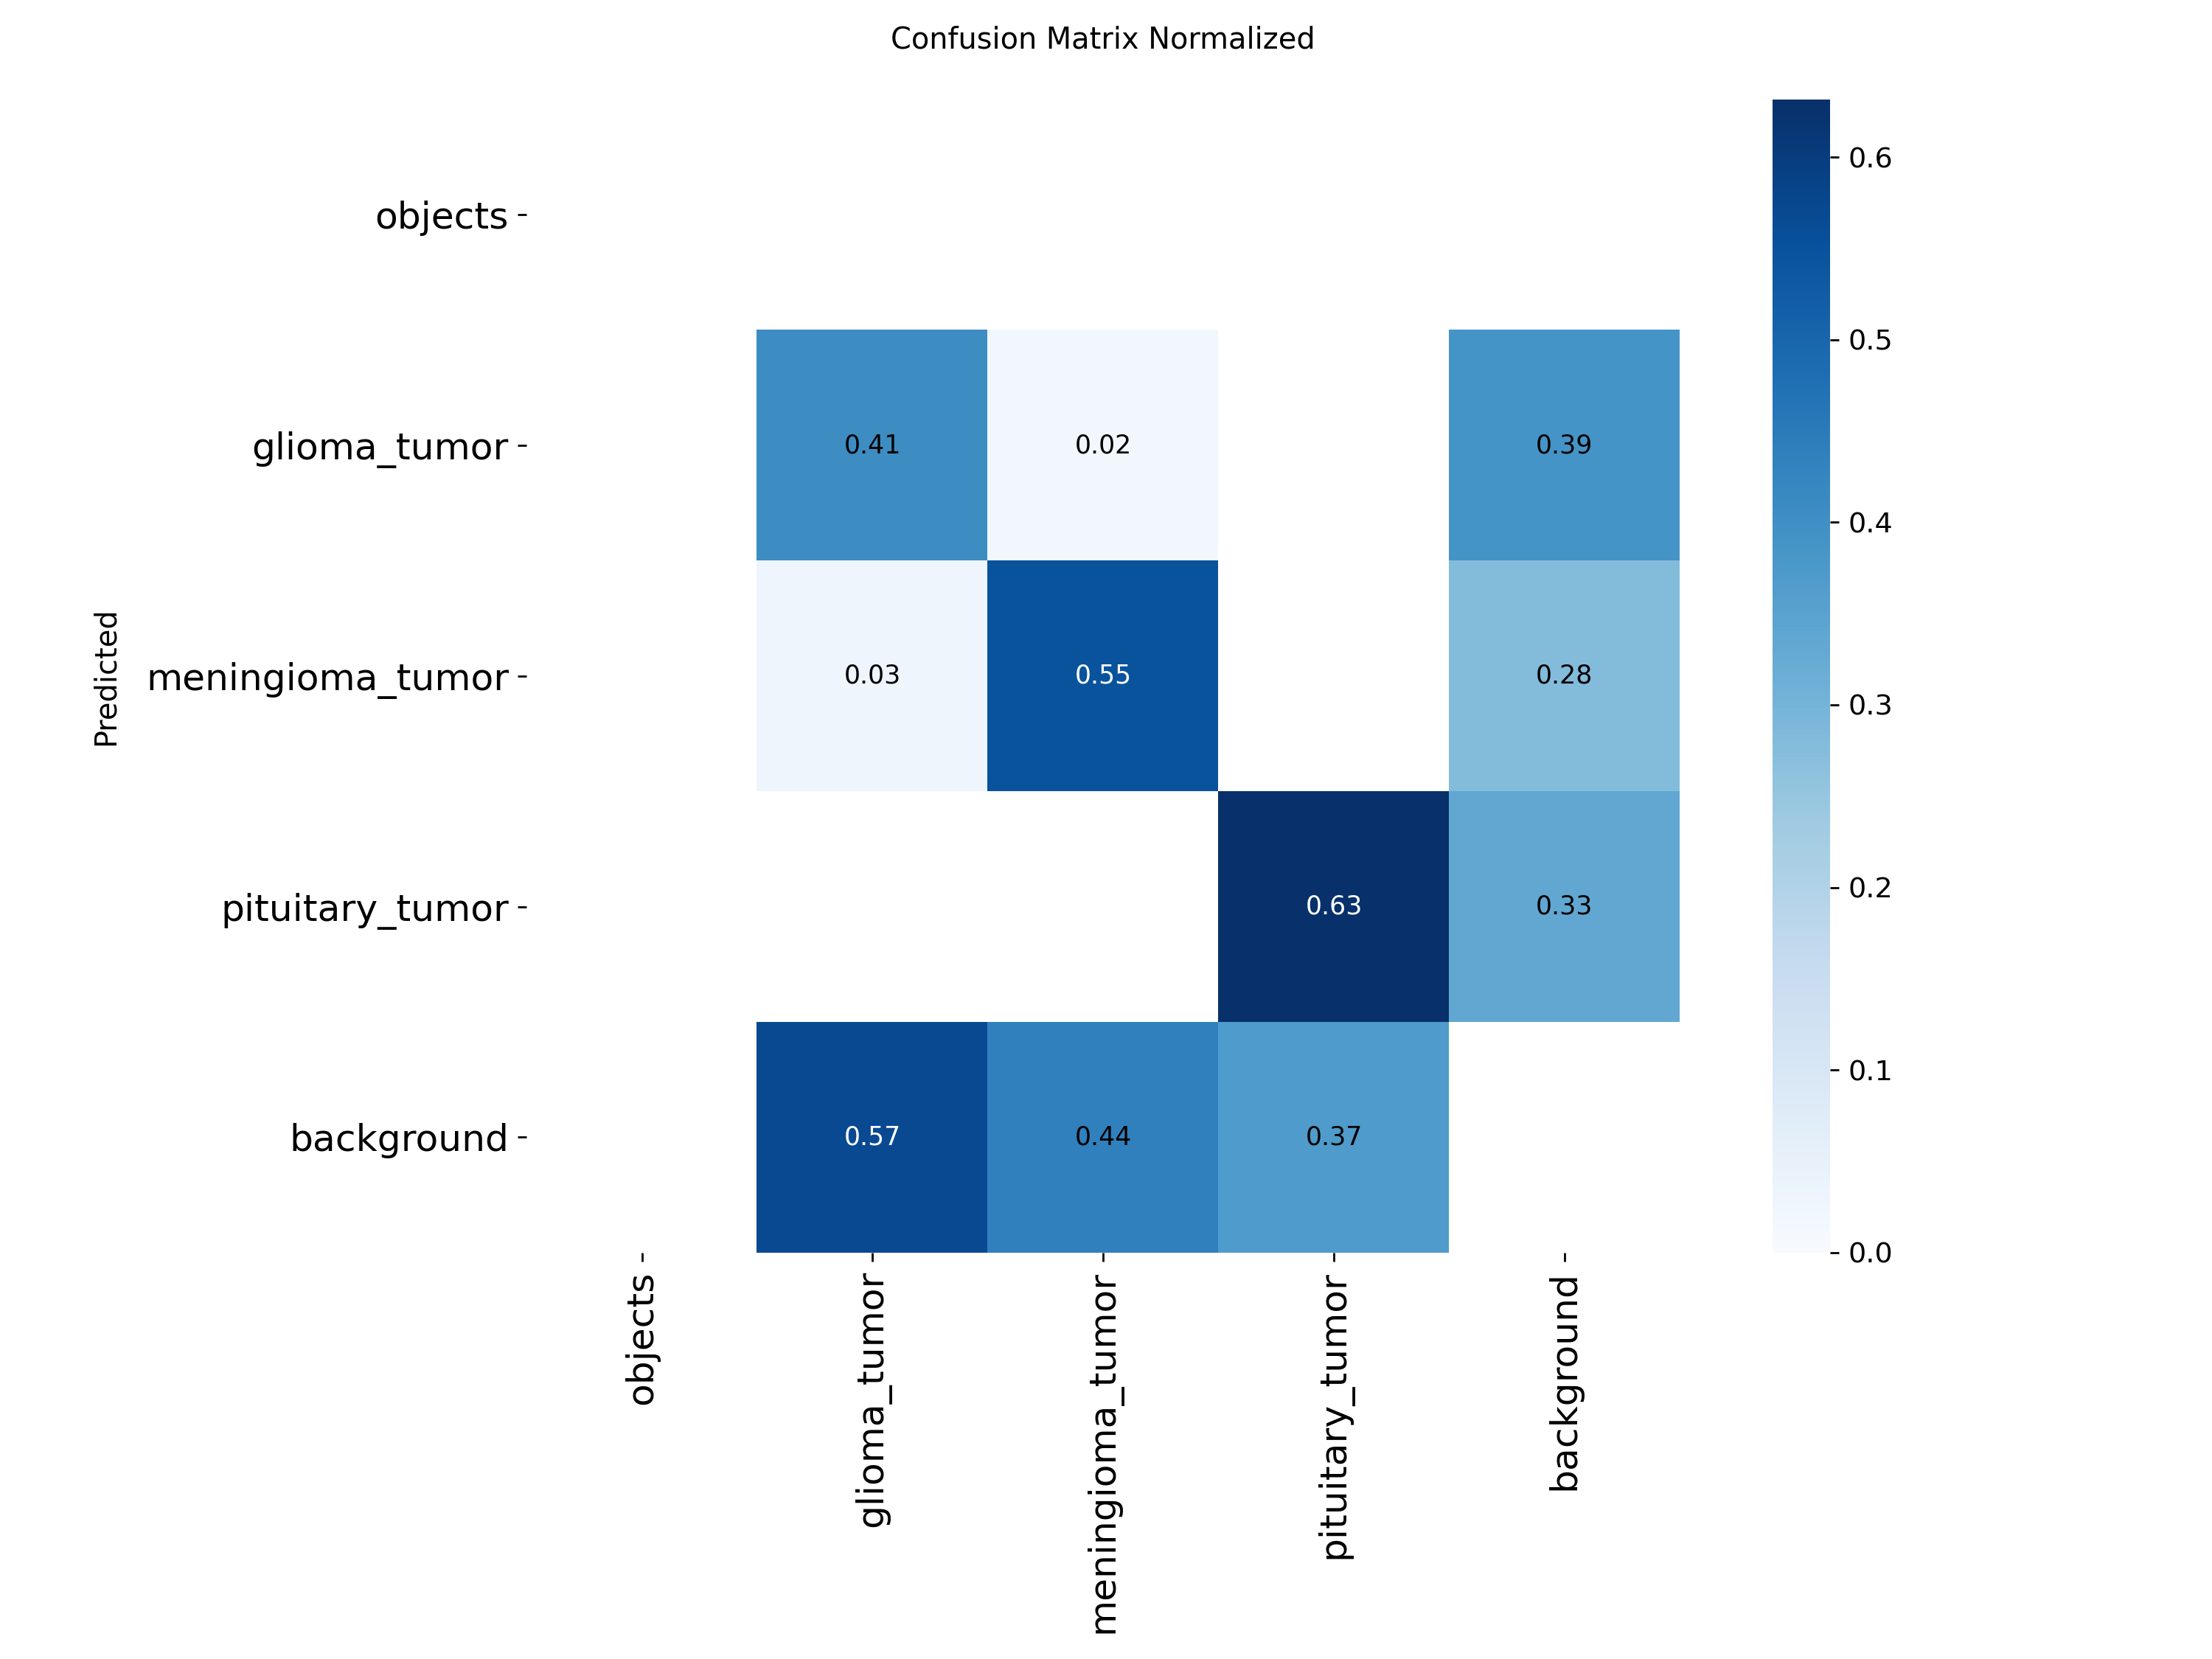 Confusion Matrix Normalized
Predicted
objects
glioma_tumor
0.41 0.02 0.39
meningioma_tumor
0.03 0.55 0.28
pituitary_tumor
0.63 0.33
background
0.57 0.44 0.37
objects
glioma_tumor
meningioma_tumor
pituitary_tumor
background
0.6
0.5
0.4
0.3
0.2
0.1
0.0